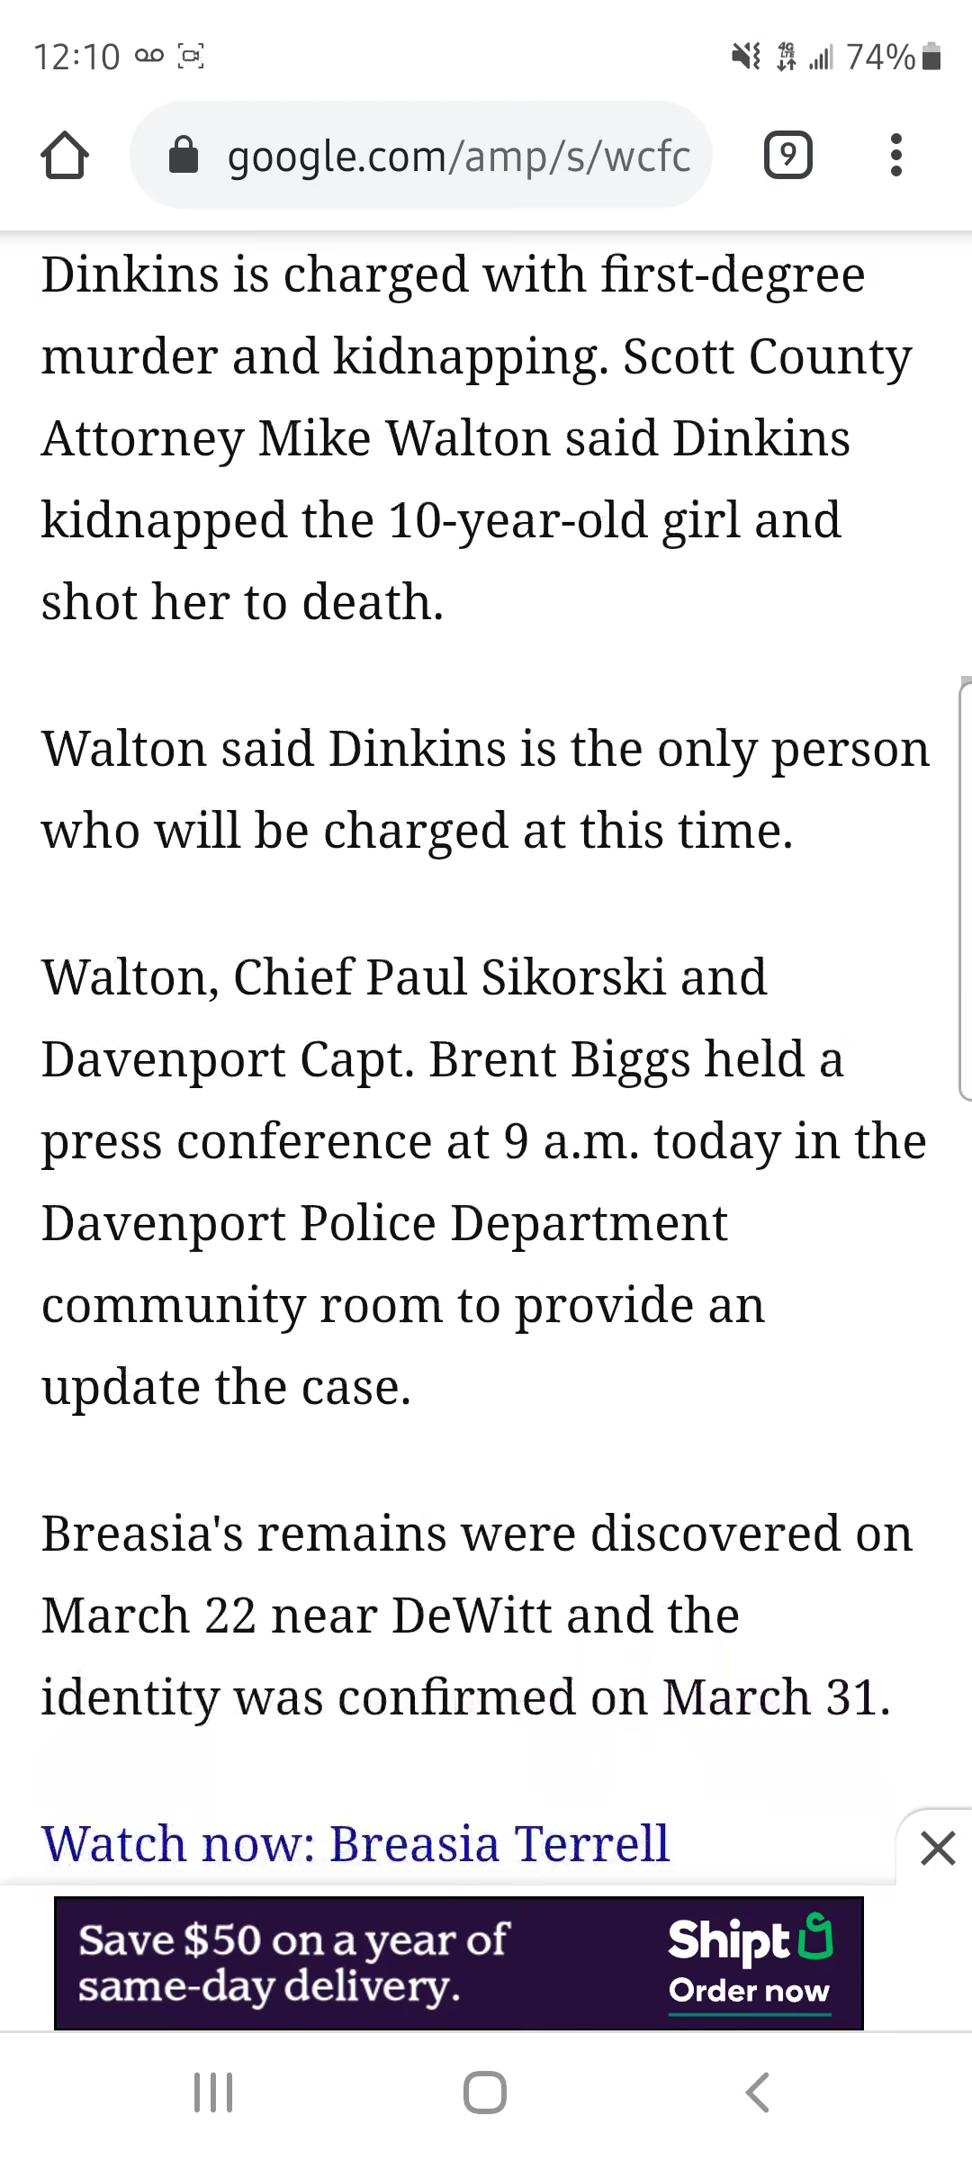 12:10
4G
LTE
74%
google.com/amp/s/wcfc
9
Dinkins is charged with first-degree
murder and kidnapping. Scott County
Attorney Mike Walton said Dinkins
kidnapped the 10-year-old girl and
shot her to death.
Walton said Dinkins is the only person
who will be charged at this time.
Walton, Chief Paul Sikorski and
Davenport Capt. Brent Biggs held a
press conference at 9 a.m. today in the
Davenport Police Department
community room to provide an
update the case.
Breasia's remains were discovered on
March 22 near DeWitt and the
identity was confirmed on March 31.
Watch now: Breasia Terrell
Save $50 on a year of
same-day delivery.
Shipt
Order now